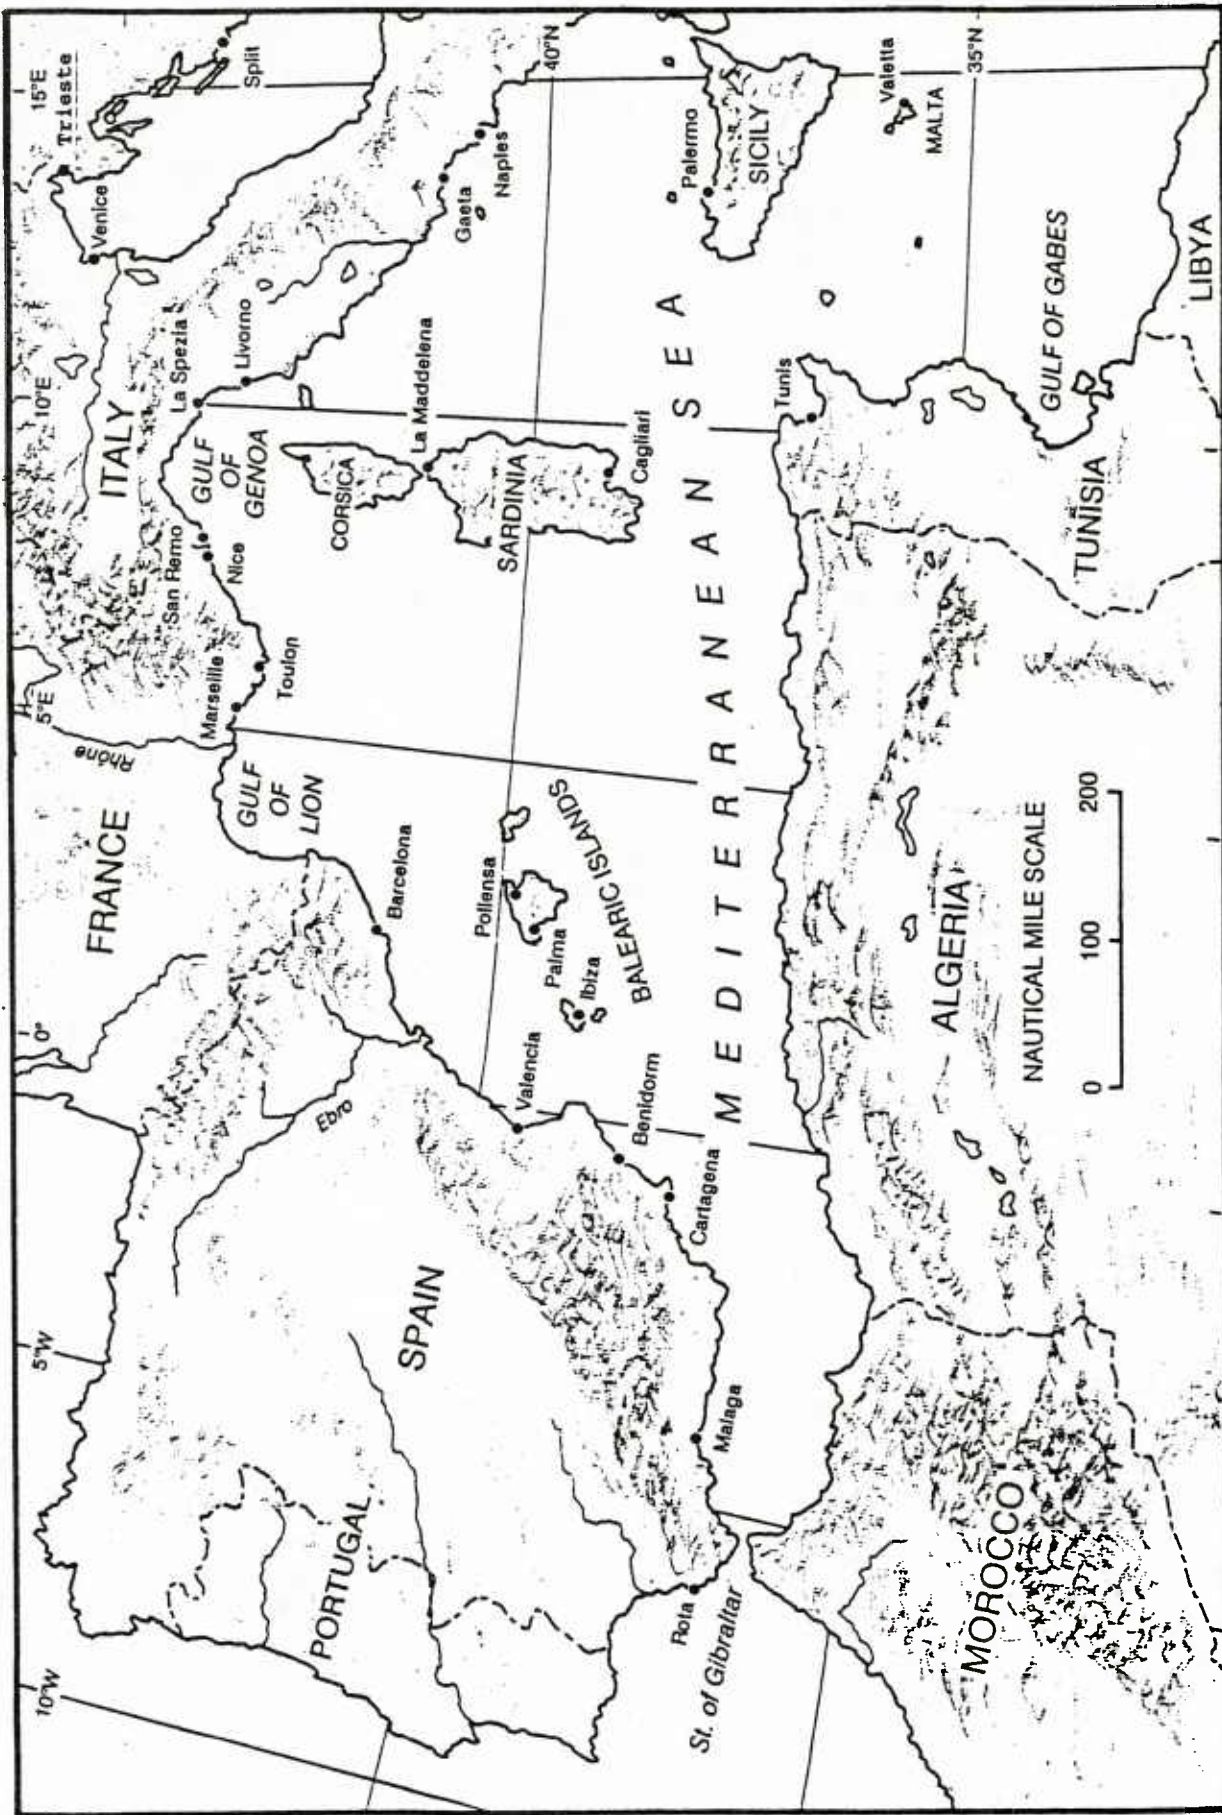 10°W
5°W
0°
5°E
10°E
15°E
Trieste
Venice
Split
FRANCE
Rhône
ITALY
La Spezia
Livorno
San Remo
Nice
GULF
OF
GENOA
Marseille
Toulon
GULF
OF
LION
CORSICA
La Maddelena
SARDINIA
Cagliari
Gaeta
Naples
40°N
PORTUGAL
SPAIN
Ebro
Barcelona
Pollensa
Palma
Ibiza
BALEARIC ISLANDS
Valencia
Benidorm
Cartagena
Malaga
Rota
St. of Gibraltar
MEDITERRANEAN SEA
Palermo
SICILY
Valetta
MALTA
35°N
Tunis
GULF OF GABES
LIBYA
TUNISIA
ALGERIA
MOROCCO
NAUTICAL MILE SCALE
0 100 200